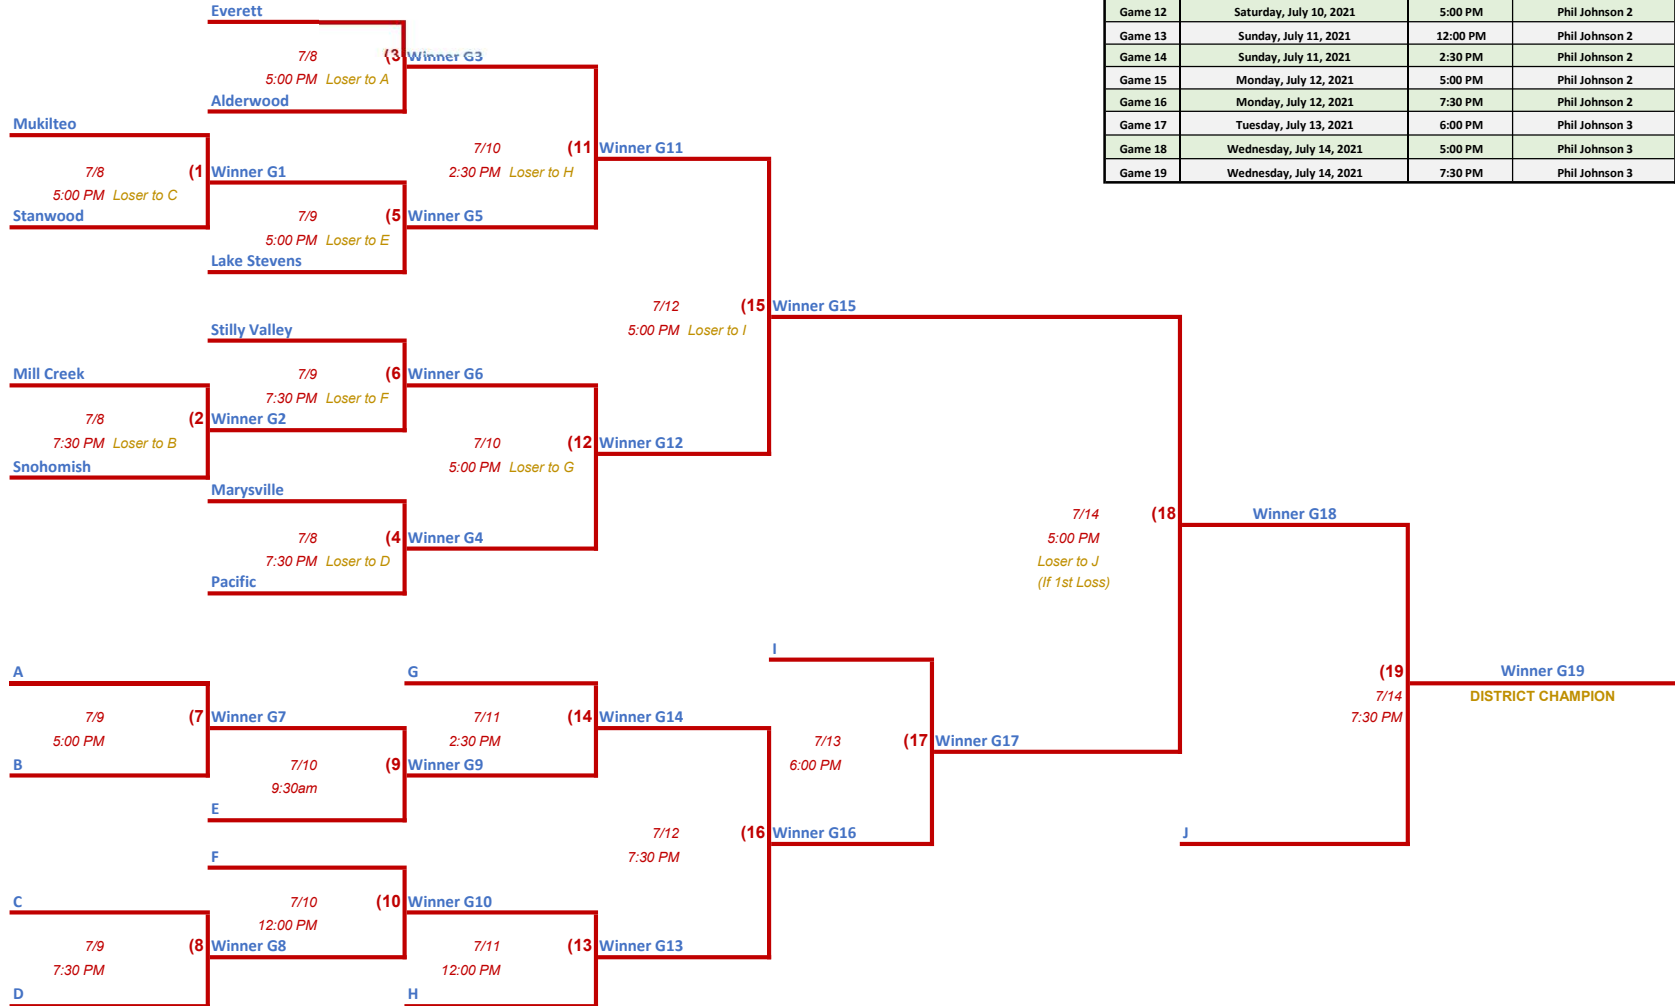 Game 12 Saturday, July 10, 2021 5:00 PM Phil Johnson 2
Game 13 Sunday, July 11, 2021 12:00 PM Phil Johnson 2
Game 14 Sunday, July 11, 2021 2:30 PM Phil Johnson 2
Game 15 Monday, July 12, 2021 5:00 PM Phil Johnson 2
Game 16 Monday, July 12, 2021 7:30 PM Phil Johnson 2
Game 17 Tuesday, July 13, 2021 6:00 PM Phil Johnson 3
Game 18 Wednesday, July 14, 2021 5:00 PM Phil Johnson 3
Game 19 Wednesday, July 14, 2021 7:30 PM Phil Johnson 3
Everett
7/8 (3 Winner G3
5:00 PM Loser to A
Alderwood
Mukilteo
7/10 (11 Winner G11
2:30 PM Loser to H
7/8 (1 Winner G1
5:00 PM Loser to C
Stanwood
7/9 (5 Winner G5
5:00 PM Loser to E
Lake Stevens
7/12 (15 Winner G15
5:00 PM Loser to I
Stilly Valley
Mill Creek
7/9 (6 Winner G6
7:30 PM Loser to F
7/8 (2 Winner G2
7:30 PM Loser to B
7/10 (12 Winner G12
5:00 PM Loser to G
Snohomish
Marysville
7/14 (18 Winner G18
5:00 PM
Loser to J
(If 1st Loss)
7/8 (4 Winner G4
7:30 PM Loser to D
Pacific
I
A
G
(19 Winner G19
7/14 DISTRICT CHAMPION
7:30 PM
7/9 (7 Winner G7
5:00 PM
7/11 (14 Winner G14
2:30 PM
7/13 (17 Winner G17
6:00 PM
B
7/10 (9 Winner G9
9:30am
E
7/12 (16 Winner G16
7:30 PM
J
F
C
7/10 (10 Winner G10
12:00 PM
7/9 (8 Winner G8
7:30 PM
7/11 (13 Winner G13
12:00 PM
D
H